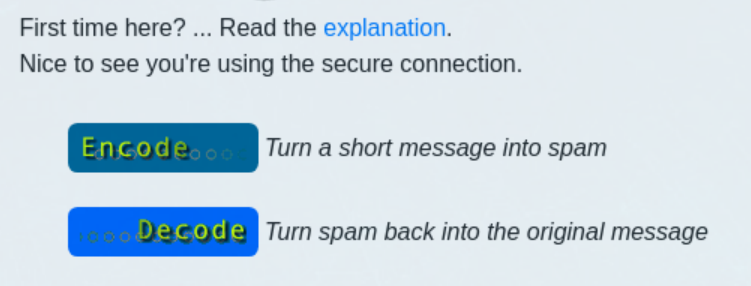 First time here? ... Read the explanation.
Nice to see you're using the secure connection.
Encode Turn a short message into spam
Decode Turn spam back into the original message